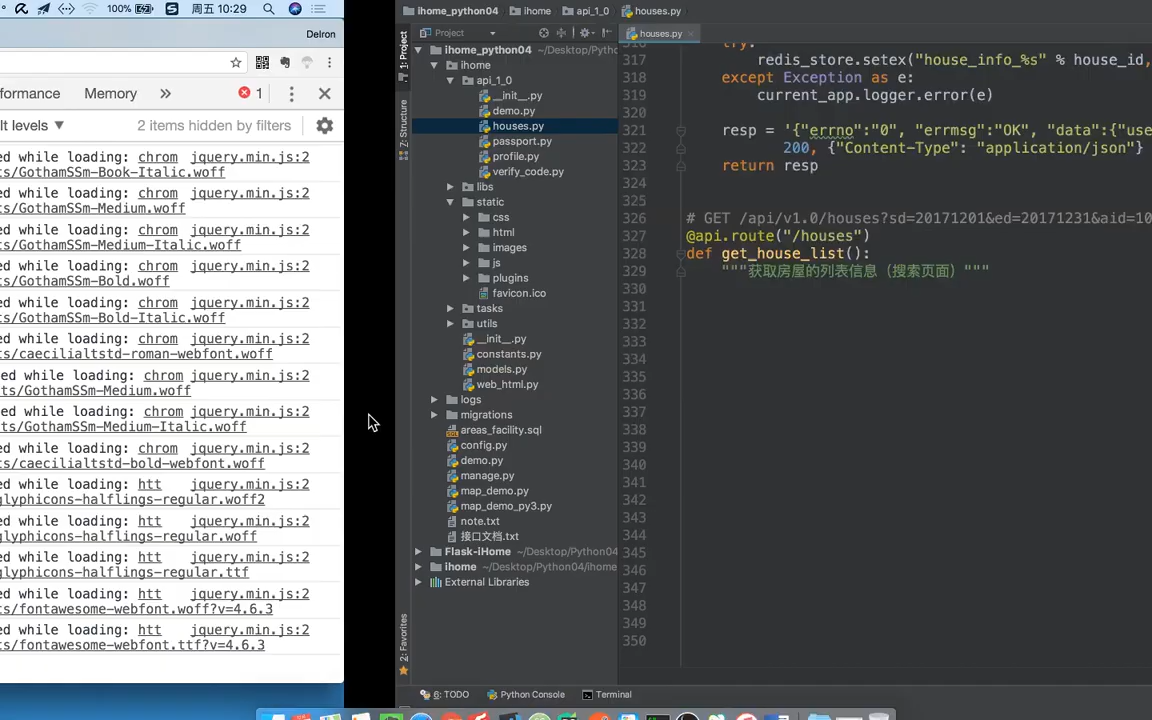 100%
周五 10:29
Delron
ormance
Memory
»
1
lt levels ▼
2 items hidden by filters
ed while loading: chrom jquery.min.js:2
s/GothamSSm-Book-Italic.woff
ed while loading: chrom jquery.min.js:2
ts/GothamSSm-Medium.woff
ed while loading: chrom jquery.min.js:2
ts/GothamSSm-Medium-Italic.woff
ed while loading: chrom jquery.min.js:2
ts/GothamSSm-Bold.woff
ed while loading: chrom jquery.min.js:2
ts/GothamSSm-Bold-Italic.woff
ed while loading: chrom jquery.min.js:2
ts/caecilialtstd-roman-webfont.woff
ed while loading: chrom jquery.min.js:2
ts/GothamSSm-Medium.woff
ed while loading: chrom jquery.min.js:2
ts/GothamSSm-Medium-Italic.woff
ed while loading: chrom jquery.min.js:2
ts/caecilialtstd-bold-webfont.woff
ed while loading: htt jquery.min.js:2
glyphicons-halflings-regular.woff2
ed while loading: htt jquery.min.js:2
glyphicons-halflings-regular.woff
ed while loading: htt jquery.min.js:2
glyphicons-halflings-regular.ttf
ed while loading: htt jquery.min.js:2
ts/fontawesome-webfont.woff?v=4.6.3
ed while loading: htt jquery.min.js:2
ts/fontawesome-webfont.ttf?v=4.6.3
ihome_python04 ihome api_1_0 houses.py
1: Project
Z: Structure
2: Favorites
Project
ihome_python04 ~/Desktop/Pytho
ihome
api_1_0
__init__.py
demo.py
houses.py
passport.py
profile.py
verify_code.py
libs
static
css
html
images
js
plugins
favicon.ico
tasks
utils
__init__.py
constants.py
models.py
web_html.py
logs
migrations
areas_facility.sql
config.py
demo.py
manage.py
map_demo.py
map_demo_py3.py
note.txt
接口文档.txt
Flask-iHome ~/Desktop/Python04
ihome ~/Desktop/Python04/ihome
External Libraries
houses.py
316 try:
317 redis_store.setex("house_info_%s" % house_id,
318 except Exception as e:
319 current_app.logger.error(e)
320
321 resp = '{"errno":"0", "errmsg":"OK", "data":{"use
322 200, {"Content-Type": "application/json"}
323 return resp
324
325
326 # GET /api/v1.0/houses?sd=20171201&ed=20171231&aid=10
327 @api.route("/houses")
328 def get_house_list():
329 """获取房屋的列表信息（搜索页面）"""
330
331
332
333
334
335
336
337
338
339
340
341
342
343
344
345
346
347
348
349
350
6: TODO
Python Console
Terminal